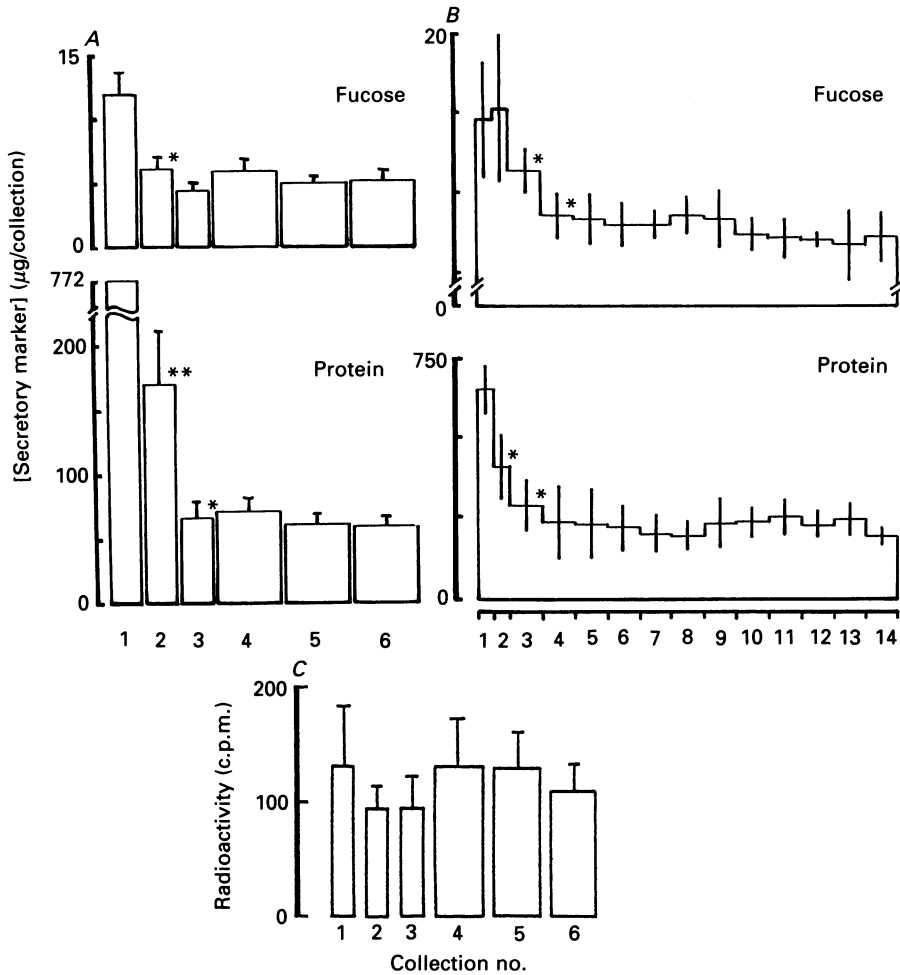 A
15
Fucose
*
0
B
20
Fucose
*
*
0
[Secretory marker] (μg/collection)
772
200
Protein
**
100
*
0
1 2 3 4 5 6
750
Protein
*
*
0
1 2 3 4 5 6 7 8 9 10 11 12 13 14
C
200
Radioactivity (c.p.m.)
100
0
1 2 3 4 5 6
Collection no.